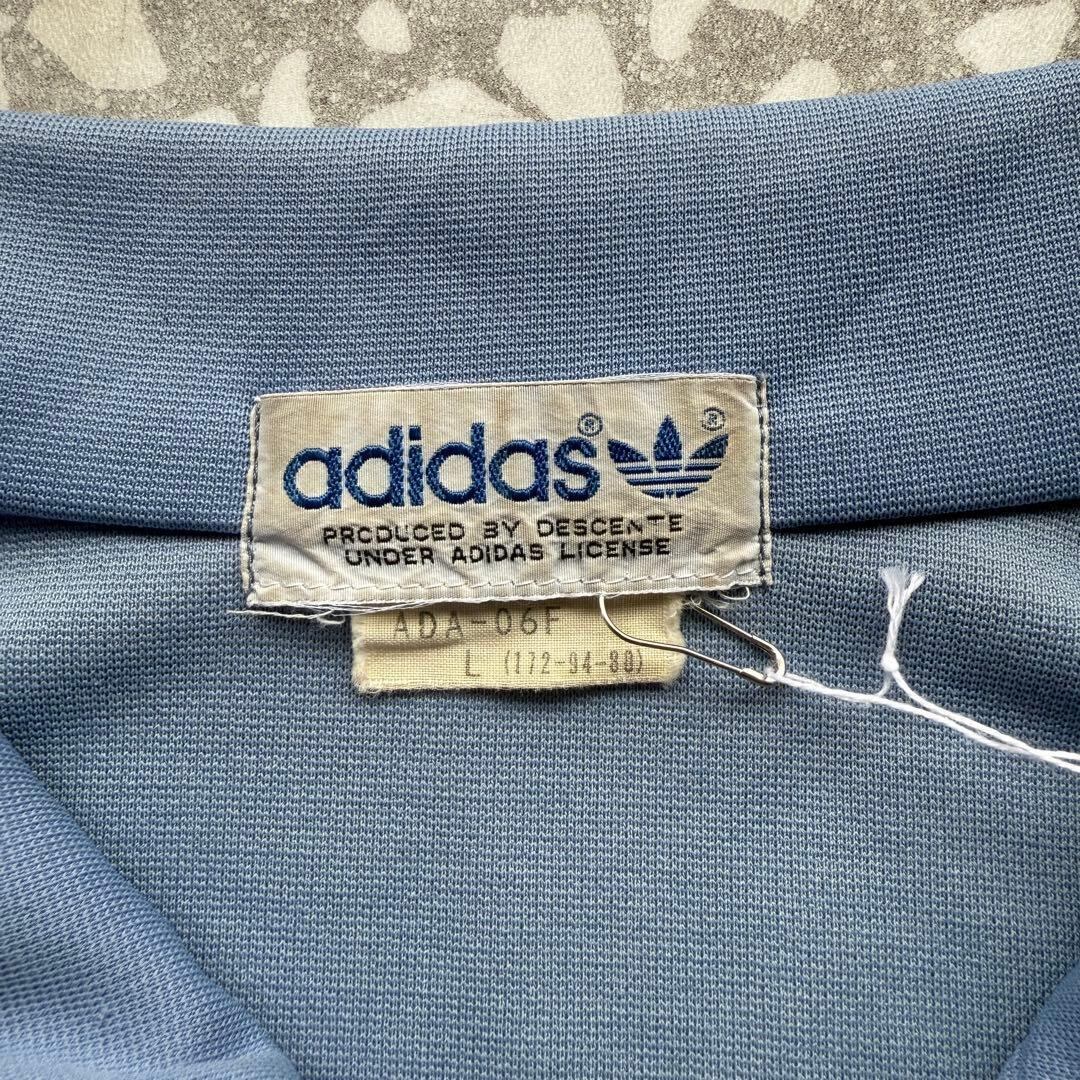 adidas® ®
PRODUCED BY DESCENTE
UNDER ADIDAS LICENSE
ADA-06F
L (172-94-80)